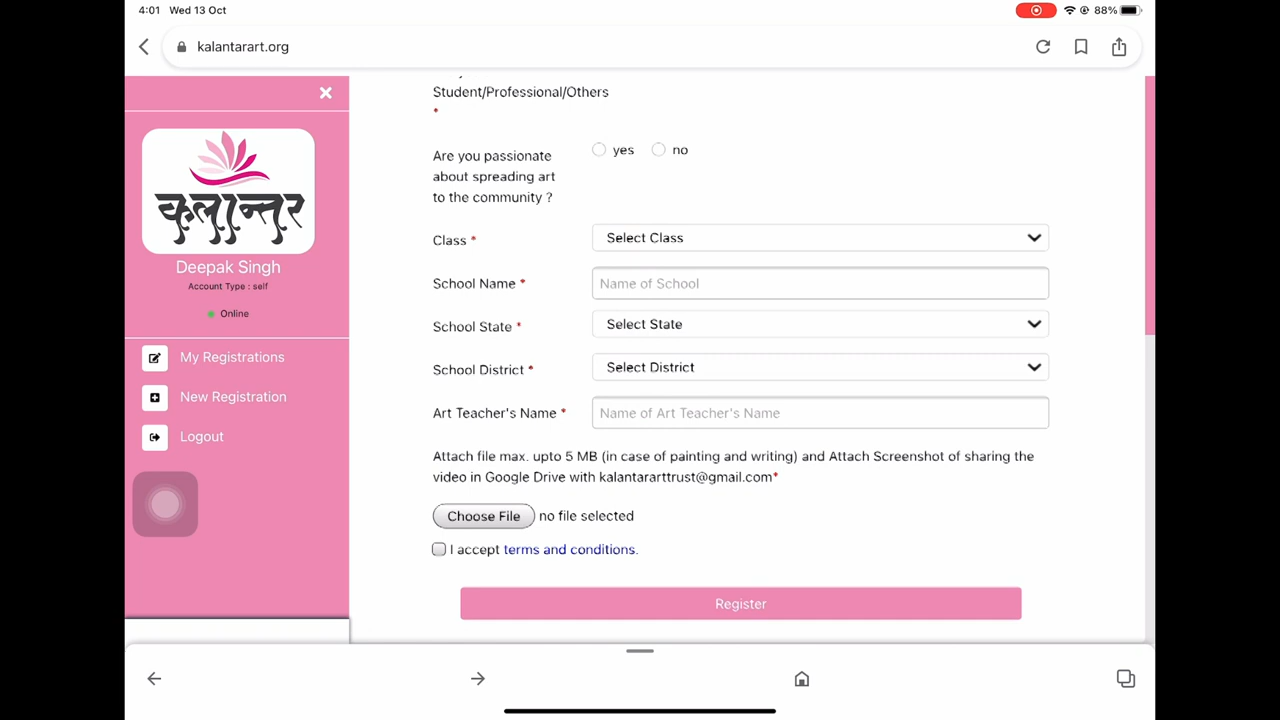 4:01 Wed 13 Oct
88%
kalantarart.org
Student/Professional/Others
*
Are you passionate
about spreading art
to the community ?
yes
no
Class *
Select Class
School Name *
Name of School
School State *
Select State
School District *
Select District
Art Teacher's Name *
Name of Art Teacher's Name
Attach file max. upto 5 MB (in case of painting and writing) and Attach Screenshot of sharing the
video in Google Drive with kalantararttrust@gmail.com*
Choose File no file selected
I accept terms and conditions.
Register
कलान्तर
Deepak Singh
Account Type : self
Online
My Registrations
New Registration
Logout